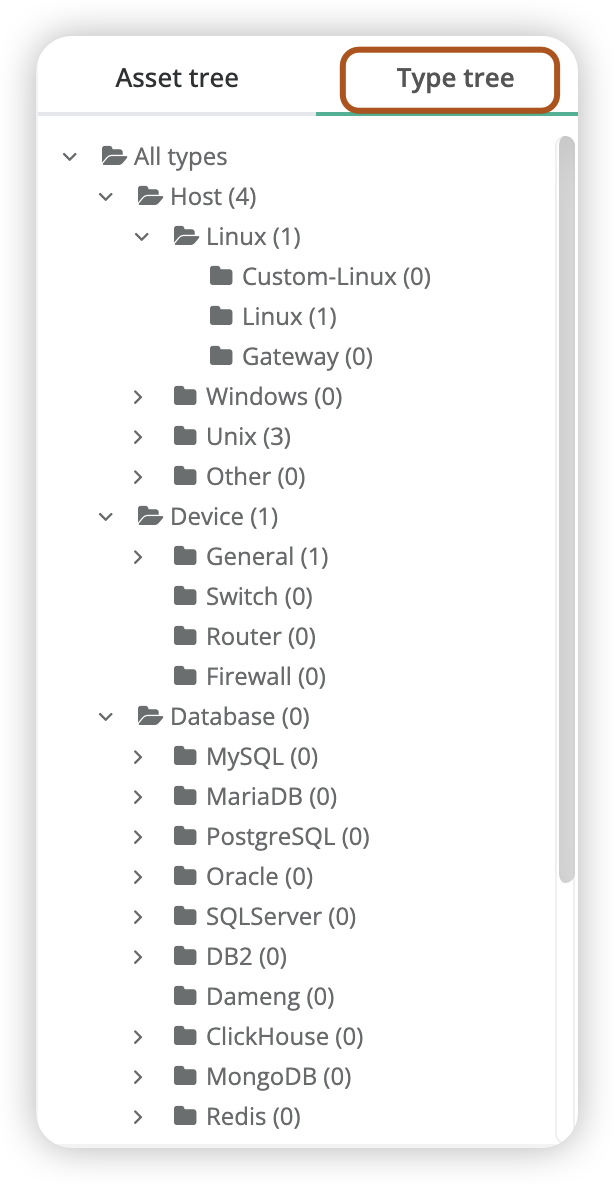 Asset tree
Type tree
All types
Host (4)
Linux (1)
Custom-Linux (0)
Linux (1)
Gateway (0)
Windows (0)
Unix (3)
Other (0)
Device (1)
General (1)
Switch (0)
Router (0)
Firewall (0)
Database (0)
MySQL (0)
MariaDB (0)
PostgreSQL (0)
Oracle (0)
SQLServer (0)
DB2 (0)
Dameng (0)
ClickHouse (0)
MongoDB (0)
Redis (0)